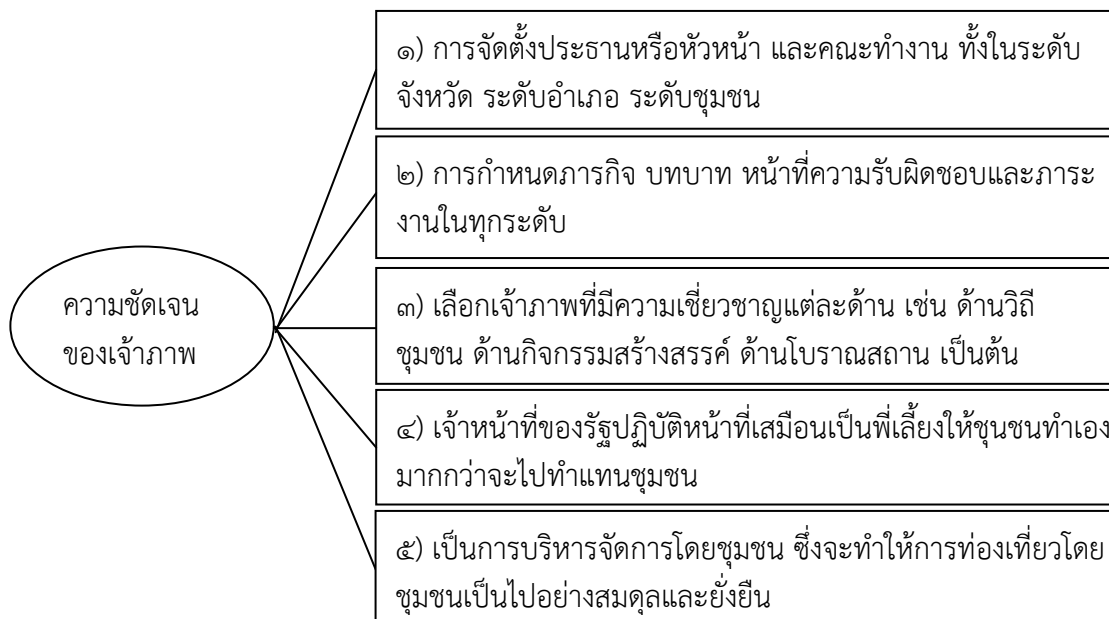 ๑) การจัดตั้งประธานหรือหัวหน้า และคณะทำงาน ทั้งในระดับ
จังหวัด ระดับอำเภอ ระดับชุมชน
๒) การกำหนดภารกิจ บทบาท หน้าที่ความรับผิดชอบและภาระ
งานในทุกระดับ
ความชัดเจน
ของเจ้าภาพ
๓) เลือกเจ้าภาพที่มีความเชี่ยวชาญแต่ละด้าน เช่น ด้านวิถี
ชุมชน ด้านกิจกรรมสร้างสรรค์ ด้านโบราณสถาน เป็นต้น
๔) เจ้าหน้าที่ของรัฐปฏิบัติหน้าที่เสมือนเป็นพี่เลี้ยงให้ชุนชนทำเอง
มากกว่าจะไปทำแทนชุมชน
๕) เป็นการบริหารจัดการโดยชุมชน ซึ่งจะทำให้การท่องเที่ยวโดย
ชุมชนเป็นไปอย่างสมดุลและยั่งยืน